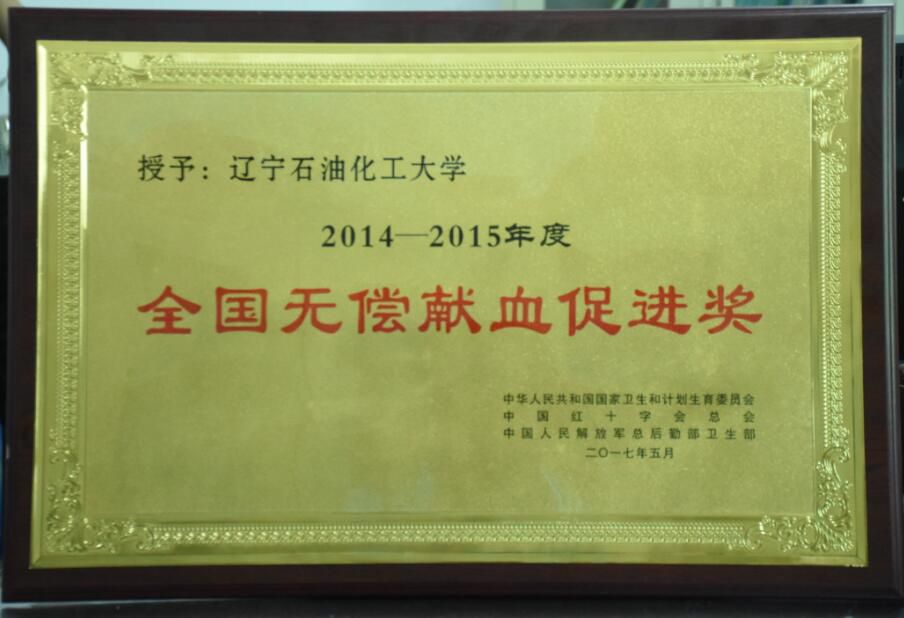 授予：辽宁石油化工大学
2014—2015年度
全国无偿献血促进奖
中华人民共和国国家卫生和计划生育委员会
中国红十字会总会
中国人民解放军总后勤部卫生部
二〇一七年五月